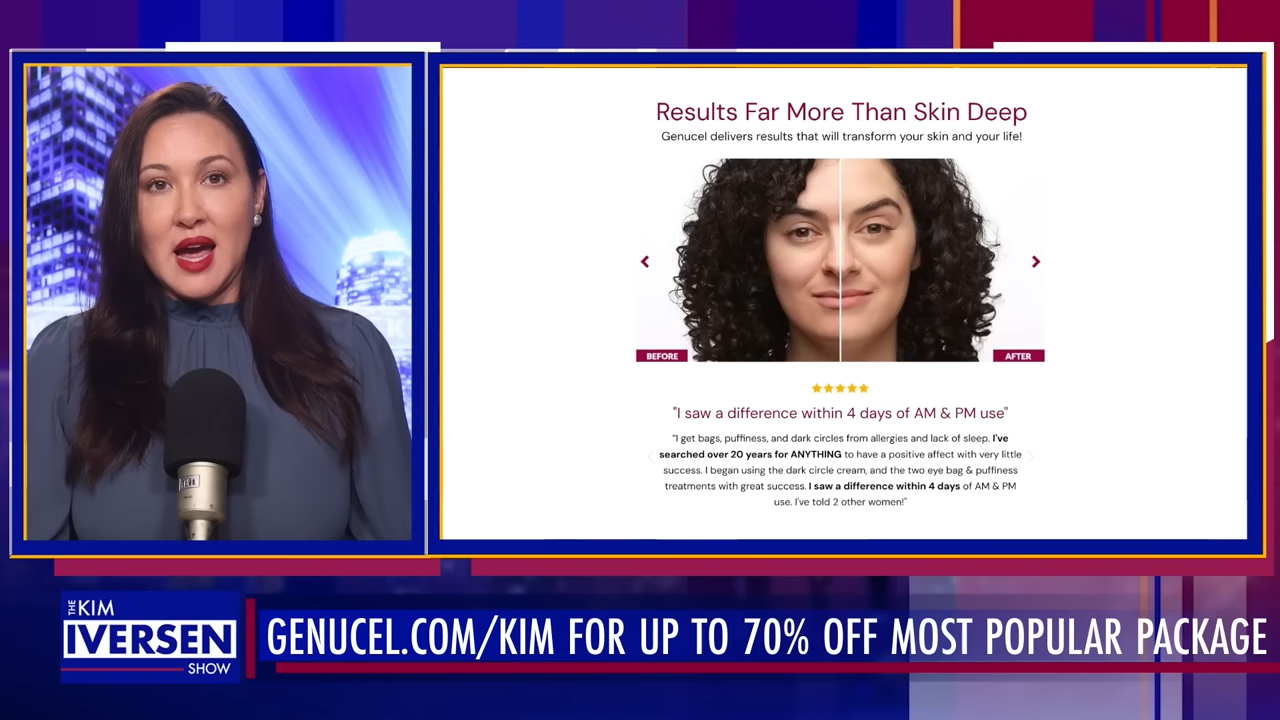 Results Far More Than Skin Deep
Genucel delivers results that will transform your skin and your life!
BEFORE
AFTER
"I saw a difference within 4 days of AM & PM use"
"I get bags, puffiness, and dark circles from allergies and lack of sleep. I've
searched over 20 years for ANYTHING to have a positive affect with very little
success. I began using the dark circle cream, and the two eye bag & puffiness
treatments with great success. I saw a difference within 4 days of AM & PM
use. I've told 2 other women!"
THE KIM
IVERSEN
SHOW
GENUCEL.COM/KIM FOR UP TO 70% OFF MOST POPULAR PACKAGE